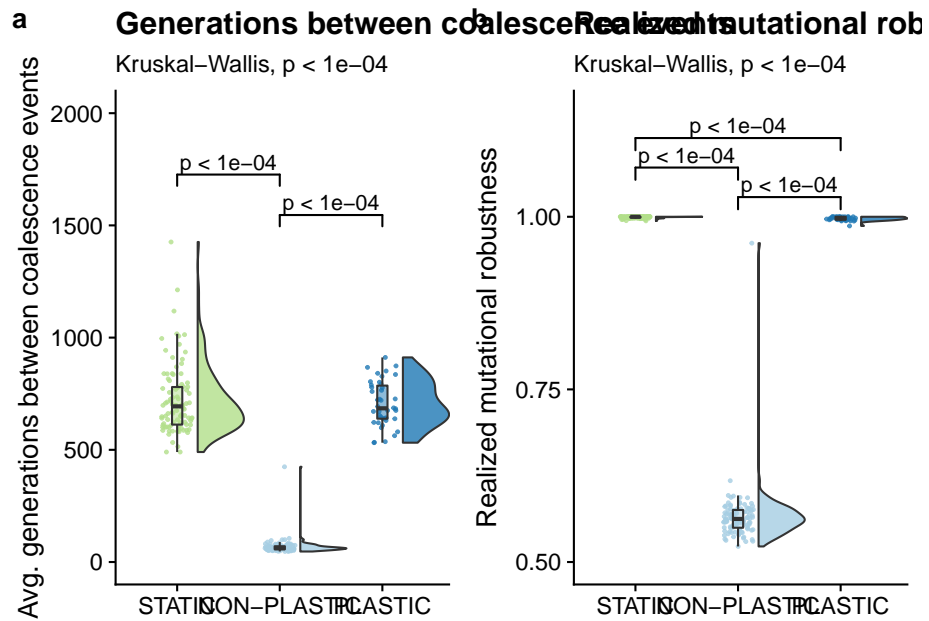 a
Generations between coalescence events
Kruskal−Wallis, p < 1e−04
Avg. generations between coalescence events
2000
1500
1000
500
0
p < 1e−04
p < 1e−04
STATIC
NON−PLASTIC
PLASTIC
b
Realized mutational rob
Kruskal−Wallis, p < 1e−04
Realized mutational robustness
1.00
0.75
0.50
p < 1e−04
p < 1e−04
p < 1e−04
STATIC
NON−PLASTIC
PLASTIC